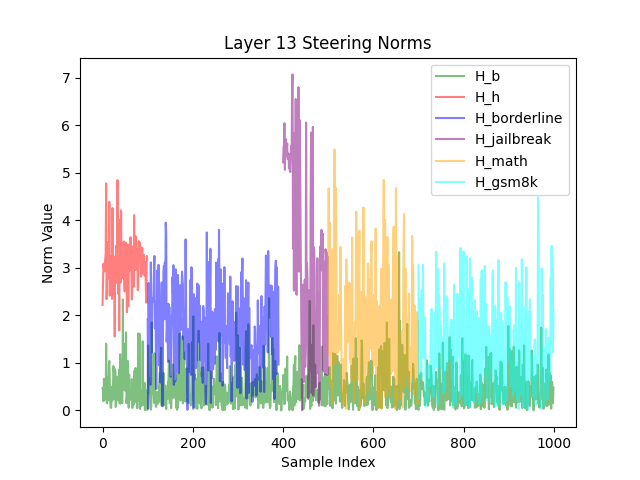 Layer 13 Steering Norms
H_b
H_h
H_borderline
H_jailbreak
H_math
H_gsm8k
7
6
5
4
3
2
1
0
Norm Value
0
200
400
600
800
1000
Sample Index